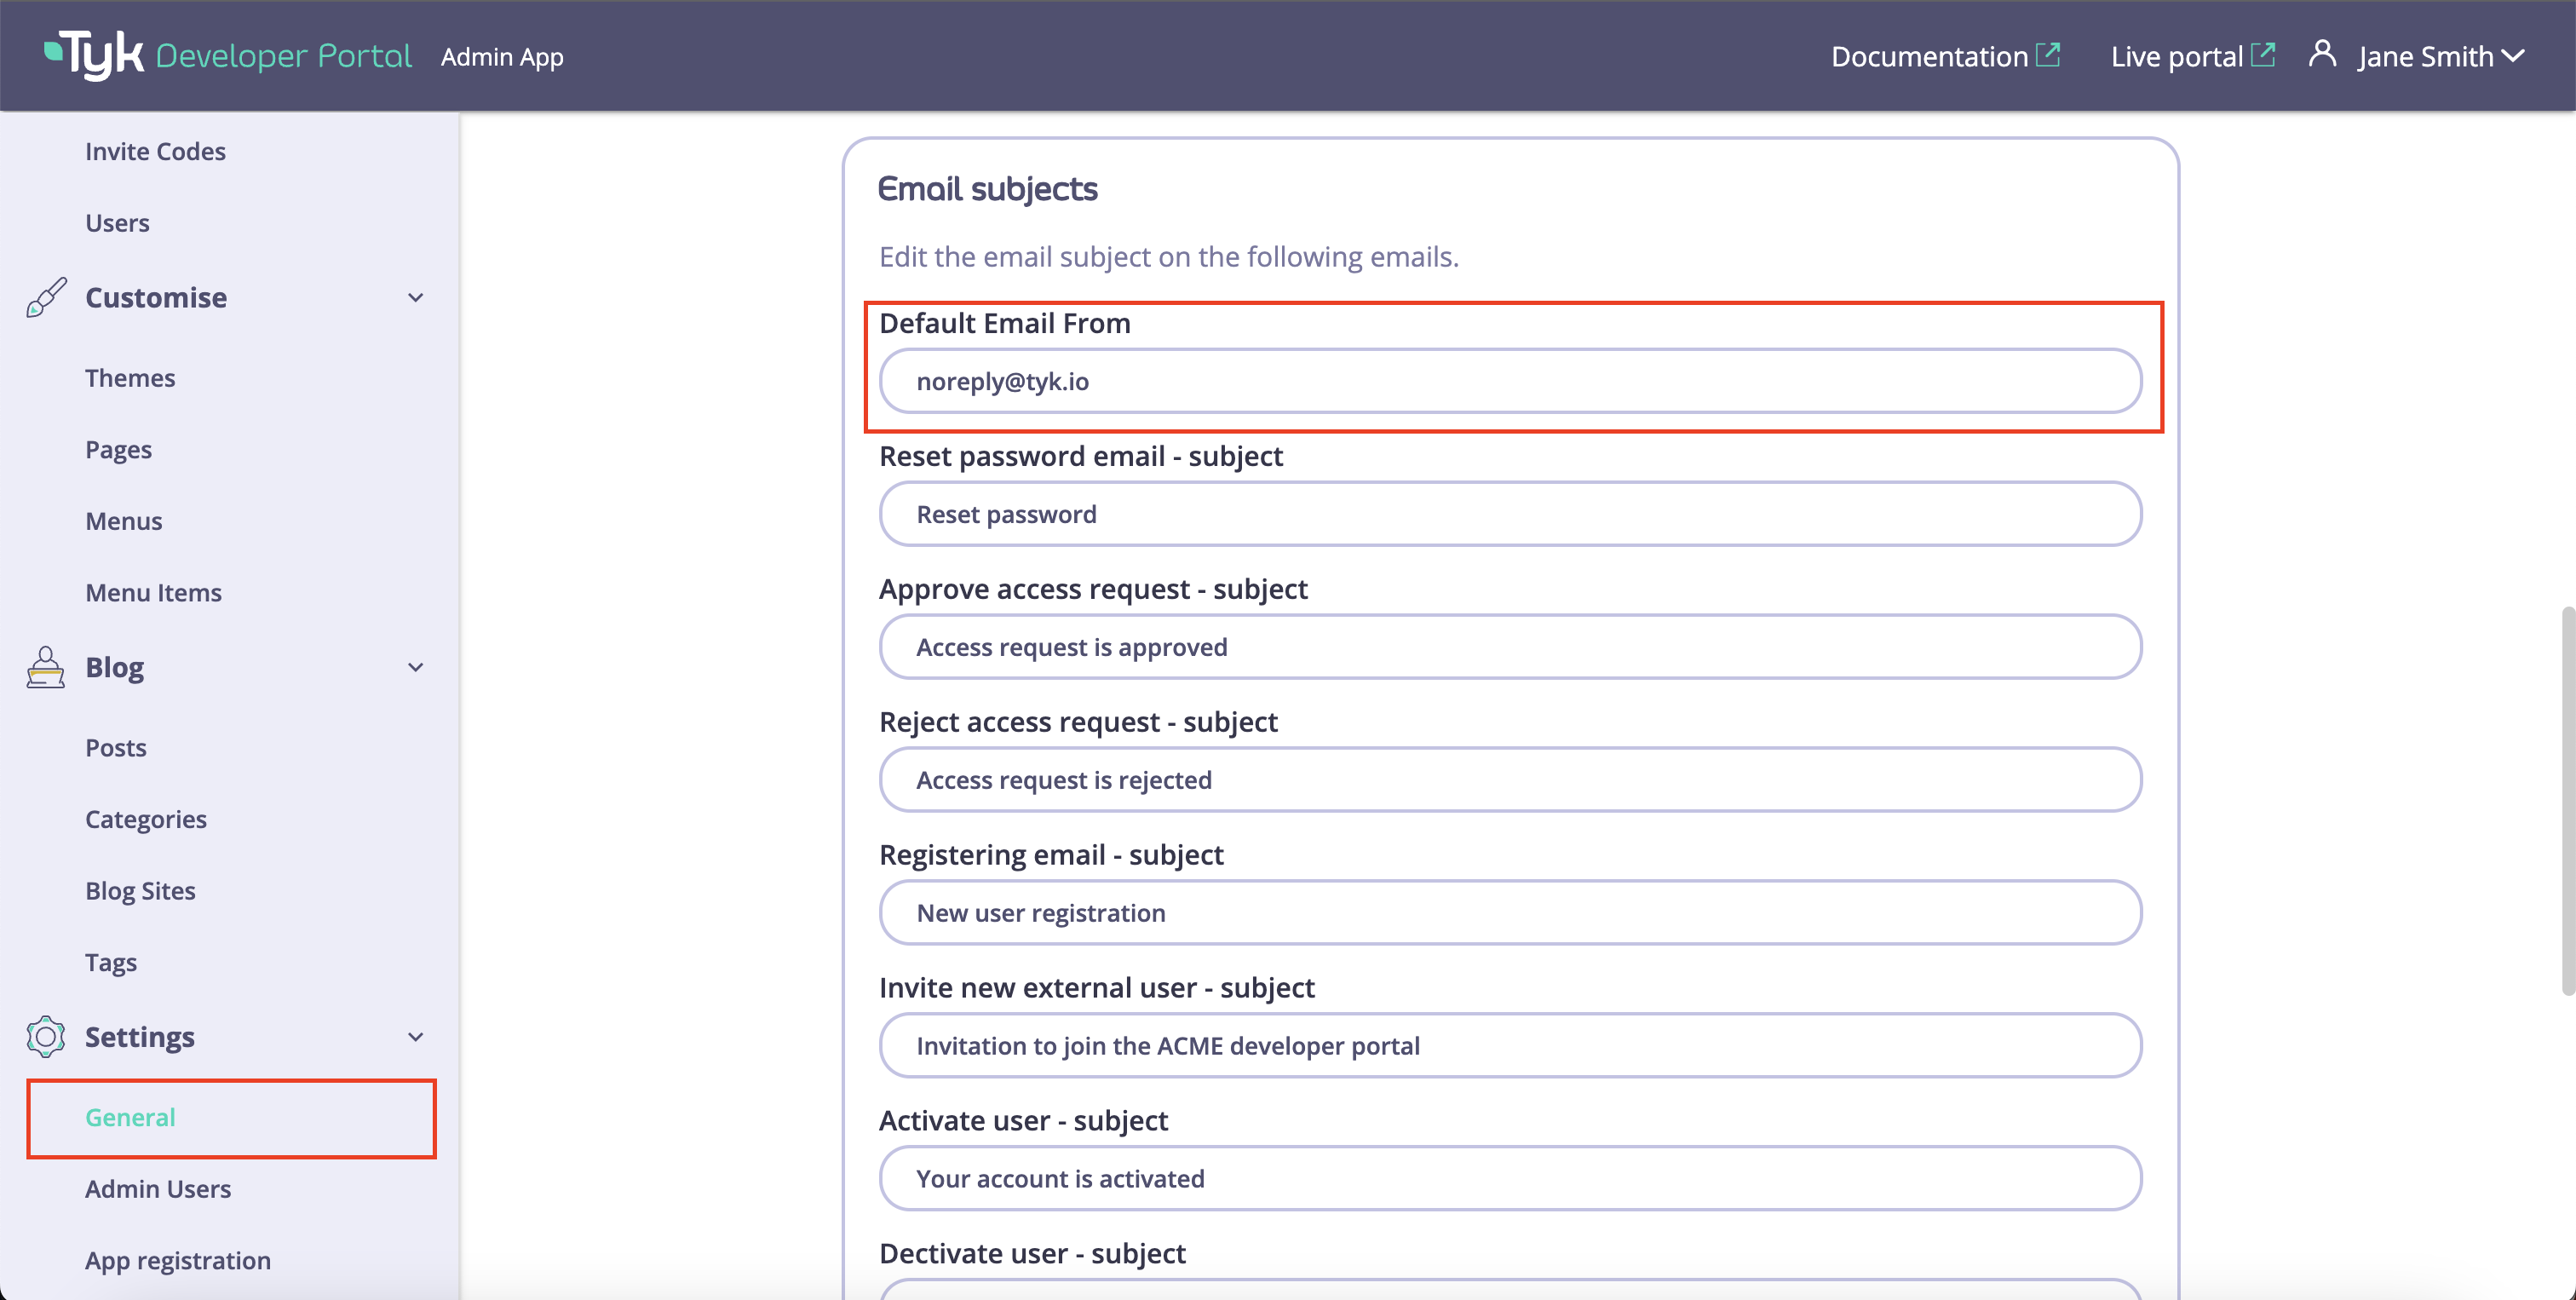 Tyk Developer Portal Admin App Documentation Live portal Jane Smith
Invite Codes
Users
Customise
Themes
Pages
Menus
Menu Items
Blog
Posts
Categories
Blog Sites
Tags
Settings
General
Admin Users
App registration
Email subjects
Edit the email subject on the following emails.
Default Email From
noreply@tyk.io
Reset password email - subject
Reset password
Approve access request - subject
Access request is approved
Reject access request - subject
Access request is rejected
Registering email - subject
New user registration
Invite new external user - subject
Invitation to join the ACME developer portal
Activate user - subject
Your account is activated
Dectivate user - subject